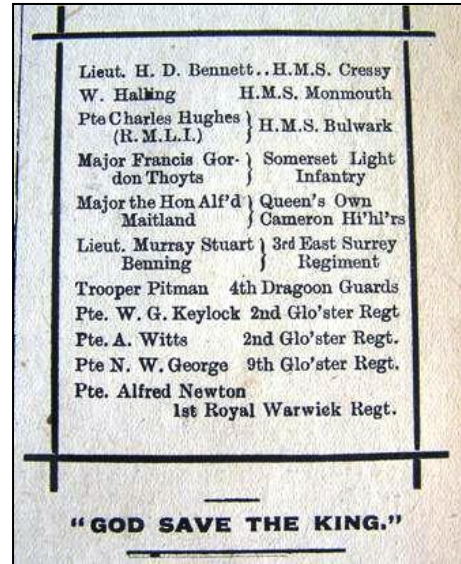 Lieut. H. D. Bennett..H.M.S. Cressy
W. Halling H.M.S. Monmouth
Pte Charles Hughes } H.M.S. Bulwark
(R.M.L.I.)
Major Francis Gor- } Somerset Light
don Thoyts Infantry
Major the Hon Alf'd } Queen's Own
Maitland Cameron Hi'hl'rs
Lieut. Murray Stuart } 3rd East Surrey
Benning Regiment
Trooper Pitman 4th Dragoon Guards
Pte. W. G. Keylock 2nd Glo'ster Regt
Pte. A. Witts 2nd Glo'ster Regt.
Pte N. W. George 9th Glo'ster Regt.
Pte. Alfred Newton
1st Royal Warwick Regt.
"GOD SAVE THE KING."